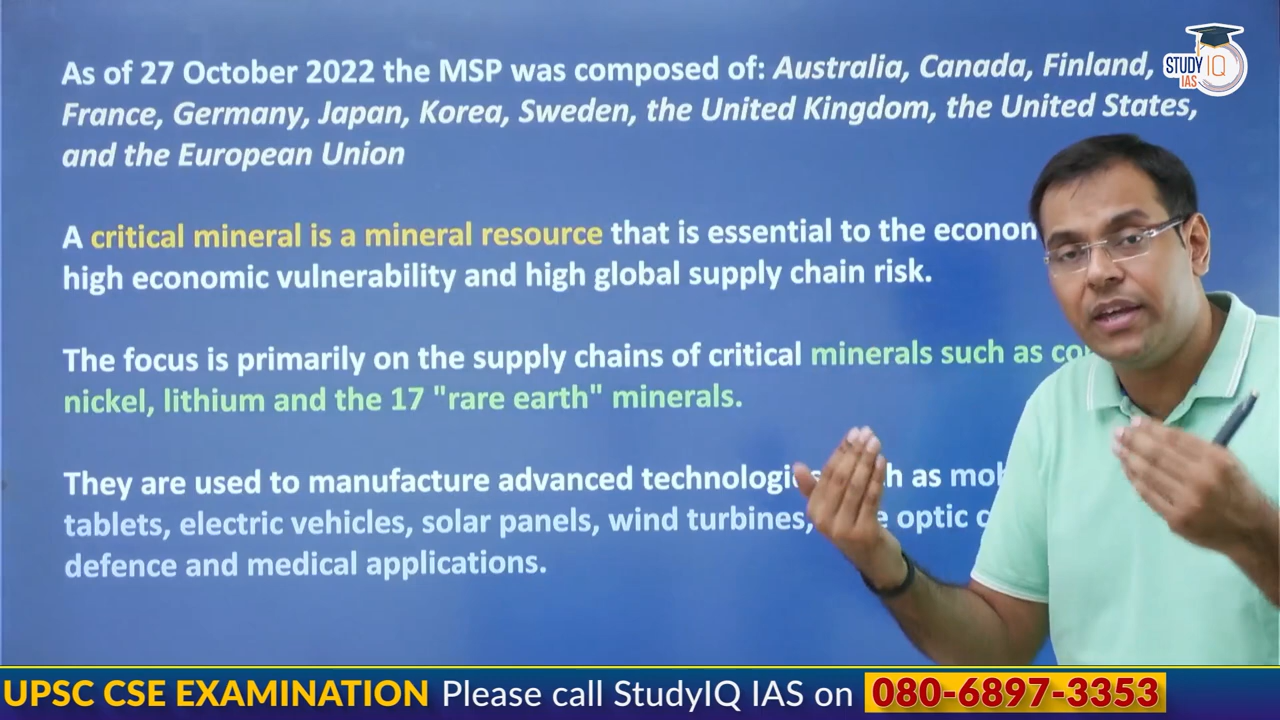 As of 27 October 2022 the MSP was composed of: Australia, Canada, Finland,
France, Germany, Japan, Korea, Sweden, the United Kingdom, the United States,
and the European Union
STUDY IQ
IAS
A critical mineral is a mineral resource that is essential to the
high economic vulnerability and high global supply chain risk.
The focus is primarily on the supply chains of critical minerals such as
nickel, lithium and the 17 "rare earth" minerals.
They are used to manufacture advanced as
tablets, electric vehicles, solar panels, wind turbines, optic
defence and medical applications.
UPSC CSE EXAMINATION Please call StudyIQ IAS on 080-6897-3353